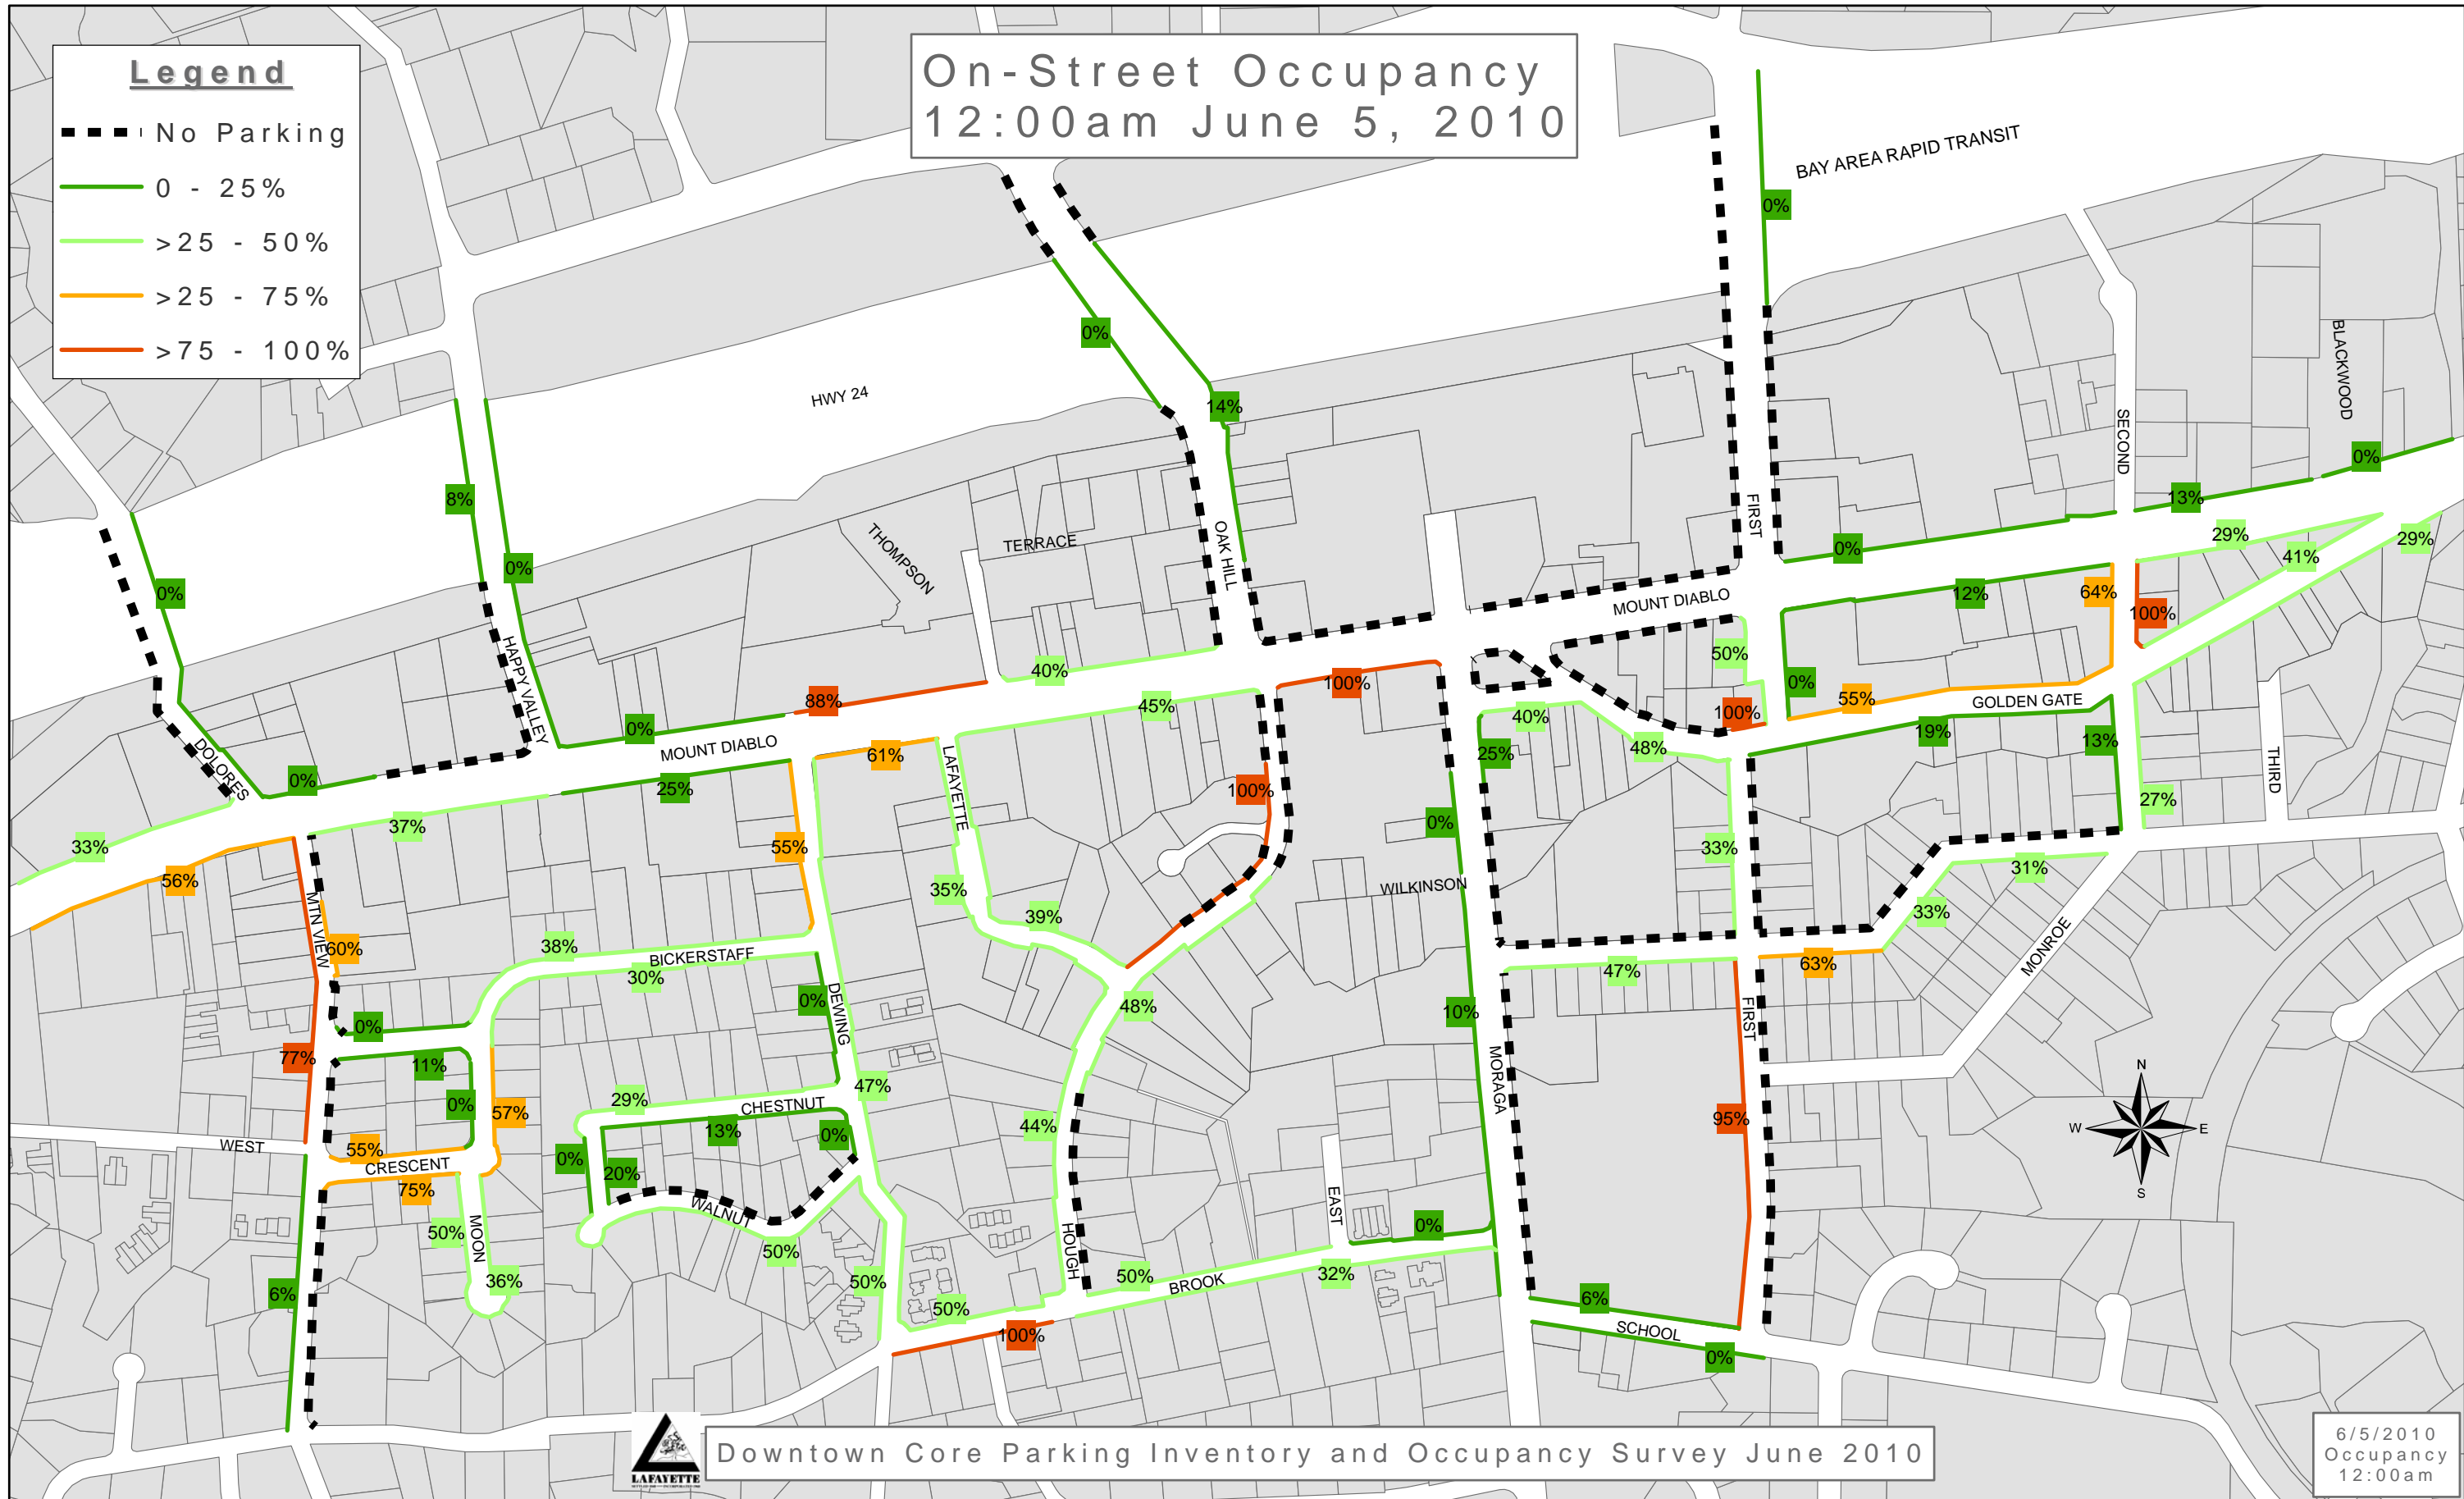 Legend
No Parking
0 - 25%
>25 - 50%
>25 - 75%
>75 - 100%
On-Street Occupancy
12:00am June 5, 2010
BAY AREA RAPID TRANSIT
0%
0%
14%
HWY 24
8%
0%
0%
THOMPSON
TERRACE
OAK HILL
FIRST
SECOND
BLACKWOOD
0%
13%
29%
41%
29%
0%
12%
64%
100%
MOUNT DIABLO
50%
0%
55%
GOLDEN GATE
100%
19%
13%
27%
THIRD
HAPPY VALLEY
DOLORES
0%
0%
88%
40%
45%
100%
40%
48%
25%
MOUNT DIABLO
61%
25%
37%
33%
56%
LAFAYETTE
100%
0%
33%
31%
33%
55%
35%
39%
WILKINSON
MTN VIEW
60%
38%
BICKERSTAFF
30%
0%
DEWING
48%
10%
47%
63%
FIRST
MONROE
0%
77%
11%
0%
57%
29%
CHESTNUT
47%
13%
0%
44%
MORAGA
95%
N
W
E
S
WEST
55%
CRESCENT
75%
0%
20%
WALNUT
50%
50%
MOON
36%
6%
50%
50%
HOUGH
50%
BROOK
EAST
0%
32%
100%
6%
SCHOOL
0%
LAFAYETTE
Downtown Core Parking Inventory and Occupancy Survey June 2010
6/5/2010
Occupancy
12:00am